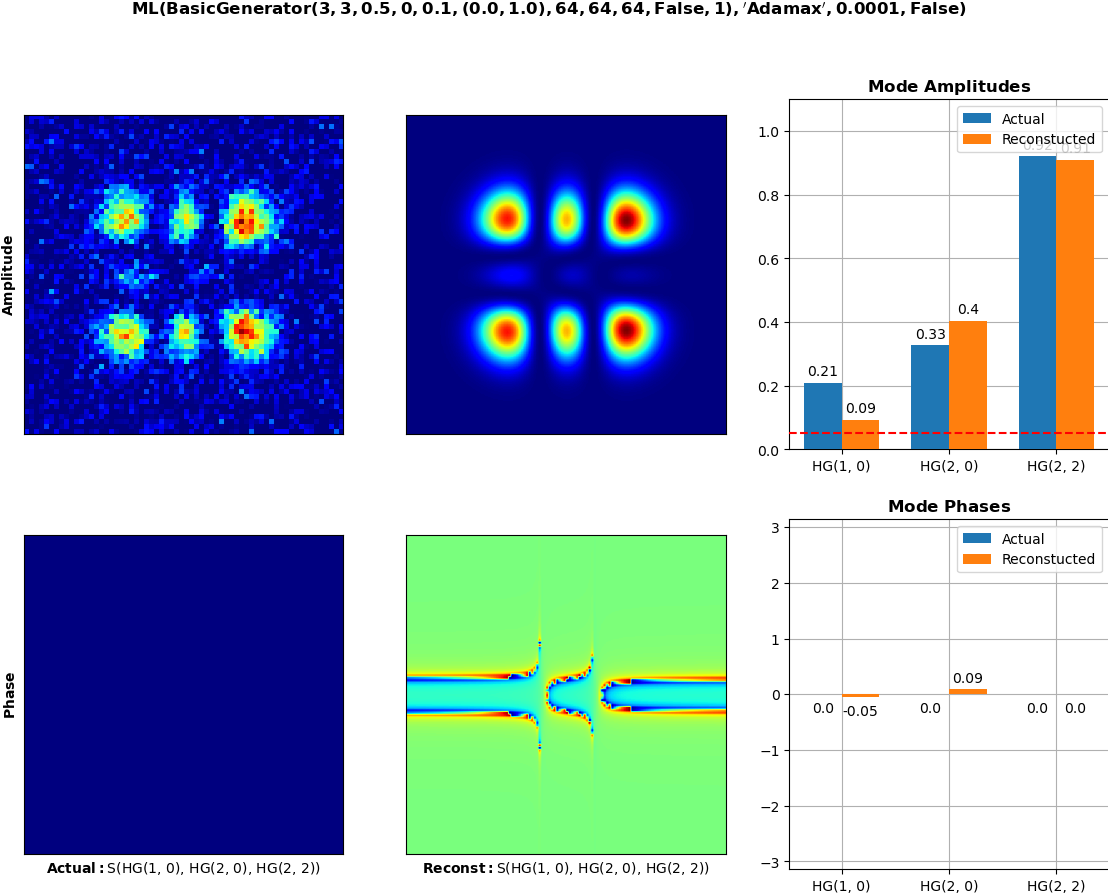 ML(BasicGenerator(3, 3, 0.5, 0, 0.1, (0.0, 1.0), 64, 64, 64, False, 1), ′Adamax′, 0.0001, False)
Mode Amplitudes
Amplitude
Actual
Reconstucted
1.0
0.8
0.6
0.4
0.2
0.0
0.21
0.09
0.33
0.4
0.92
0.91
HG(1, 0)
HG(2, 0)
HG(2, 2)
Phase
Actual: S(HG(1, 0), HG(2, 0), HG(2, 2))
Reconst: S(HG(1, 0), HG(2, 0), HG(2, 2))
Mode Phases
Actual
Reconstucted
3
2
1
0
−1
−2
−3
0.0
-0.05
0.0
0.09
0.0
0.0
HG(1, 0)
HG(2, 0)
HG(2, 2)